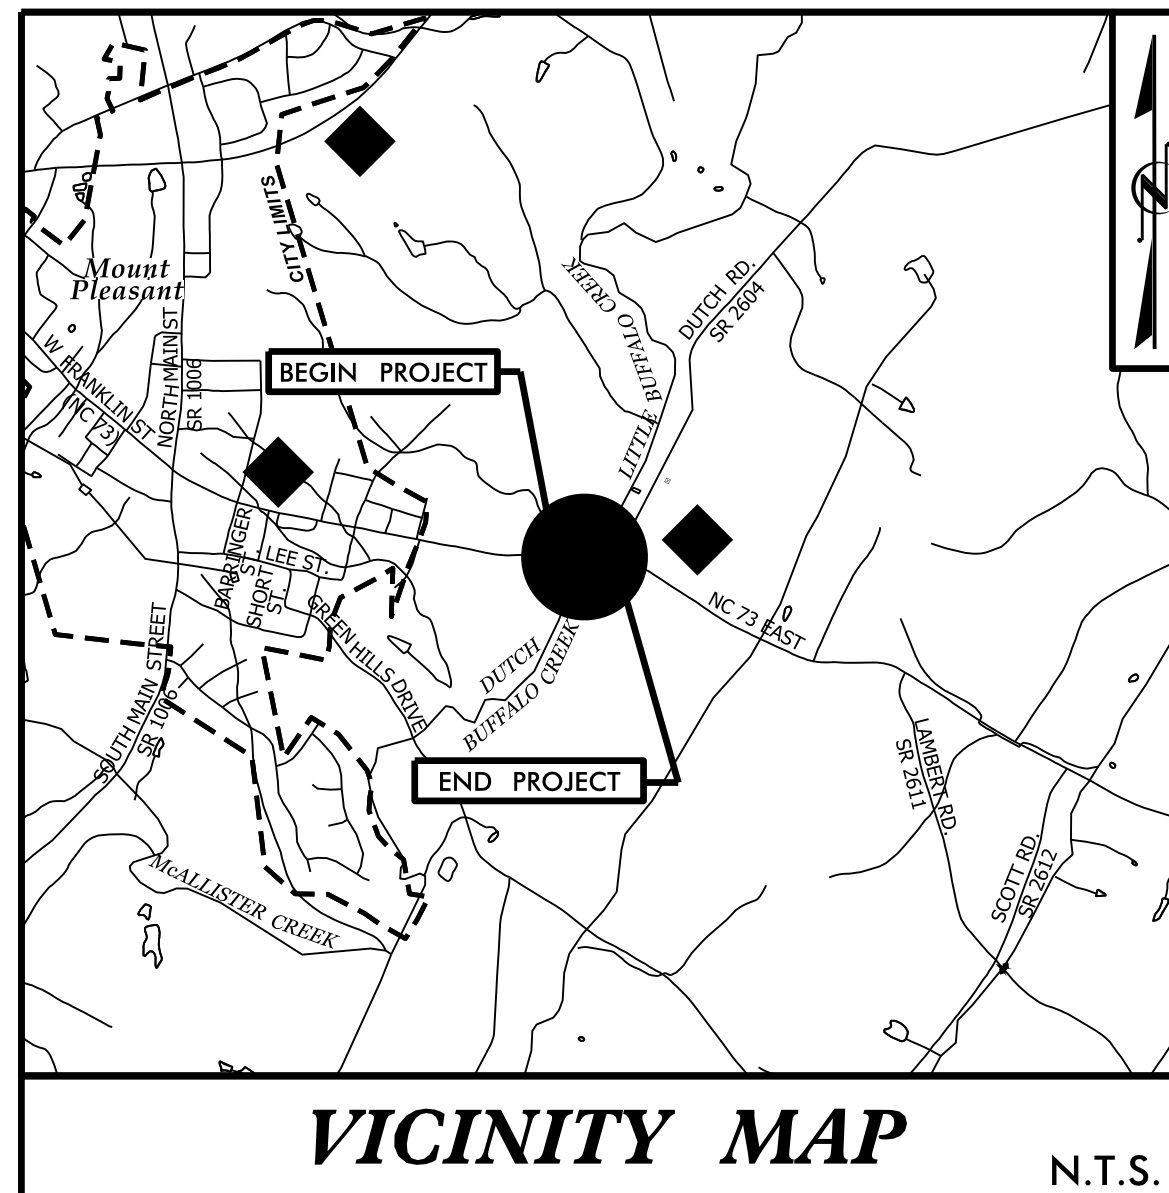 CITY LIMITS
Mount
Pleasant
W FRANKLIN ST
(NC 73)
NORTH MAIN ST
SR 1006
BEGIN PROJECT
LITTLE BUFFALO CREEK
DUTCH RD.
SR 2604
N
BARRINGER
ST.
LEE ST.
SHORT
ST.
GREEN HILLS DRIVE
SOUTH MAIN STREET
SR 1006
DUTCH
BUFFALO CREEK
NC 73 EAST
END PROJECT
LAMBERT RD.
SR 2611
SCOTT RD.
SR 2612
McALLISTER CREEK
VICINITY MAP
N.T.S.